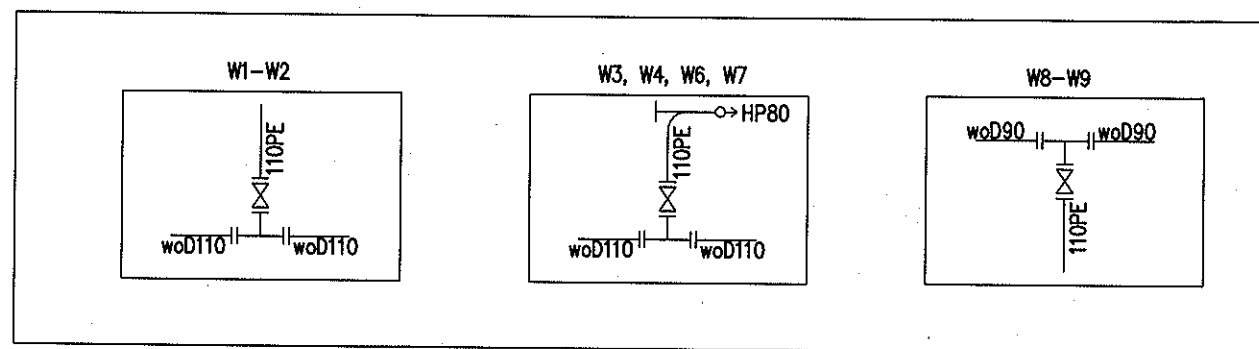 W1-W2
110PE
woD110
woD110
W3, W4, W6, W7
HP80
110PE
woD110
woD110
W8-W9
woD90
woD90
110PE